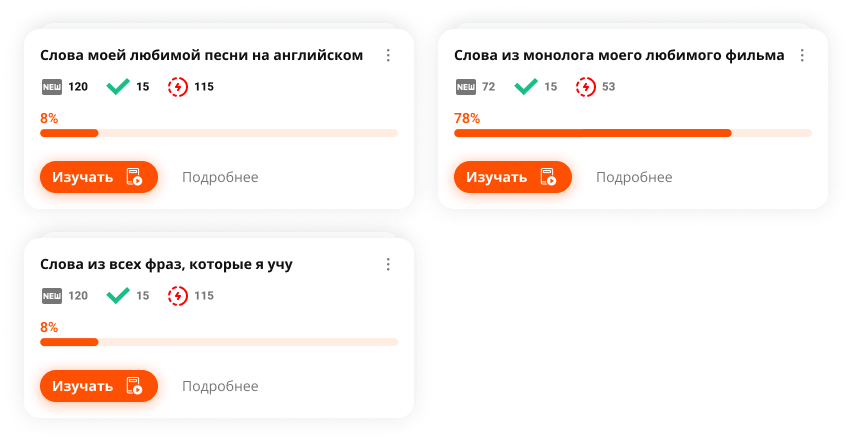 Слова моей любимой песни на английском
NEW 120 15 115
8%
Изучать Подробнее
Слова из монолога моего любимого фильма
NEW 72 15 53
78%
Изучать Подробнее
Слова из всех фраз, которые я учу
NEW 120 15 115
8%
Изучать Подробнее